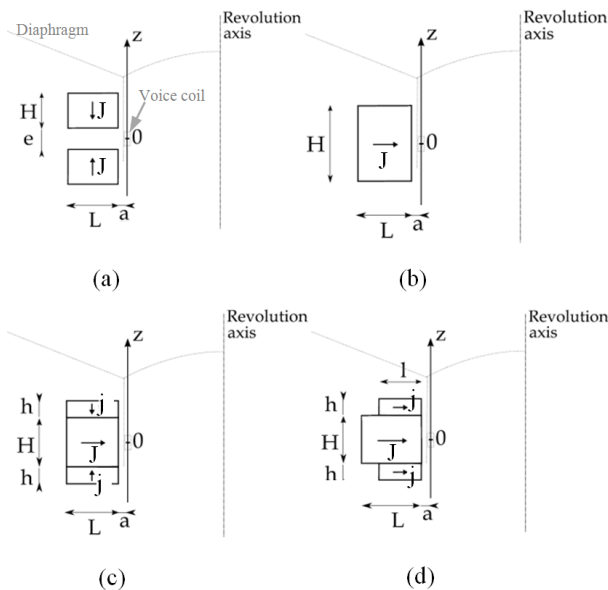 Revolution
axis
Diaphragm
z
Voice coil
H
J
0
e
J
L
a
(a)
Revolution
axis
z
H
J
0
L
a
(b)
Revolution
axis
z
h
j
H
J
0
h
j
L
a
(c)
Revolution
axis
z
l
h
j
H
J
0
h
j
L
a
(d)